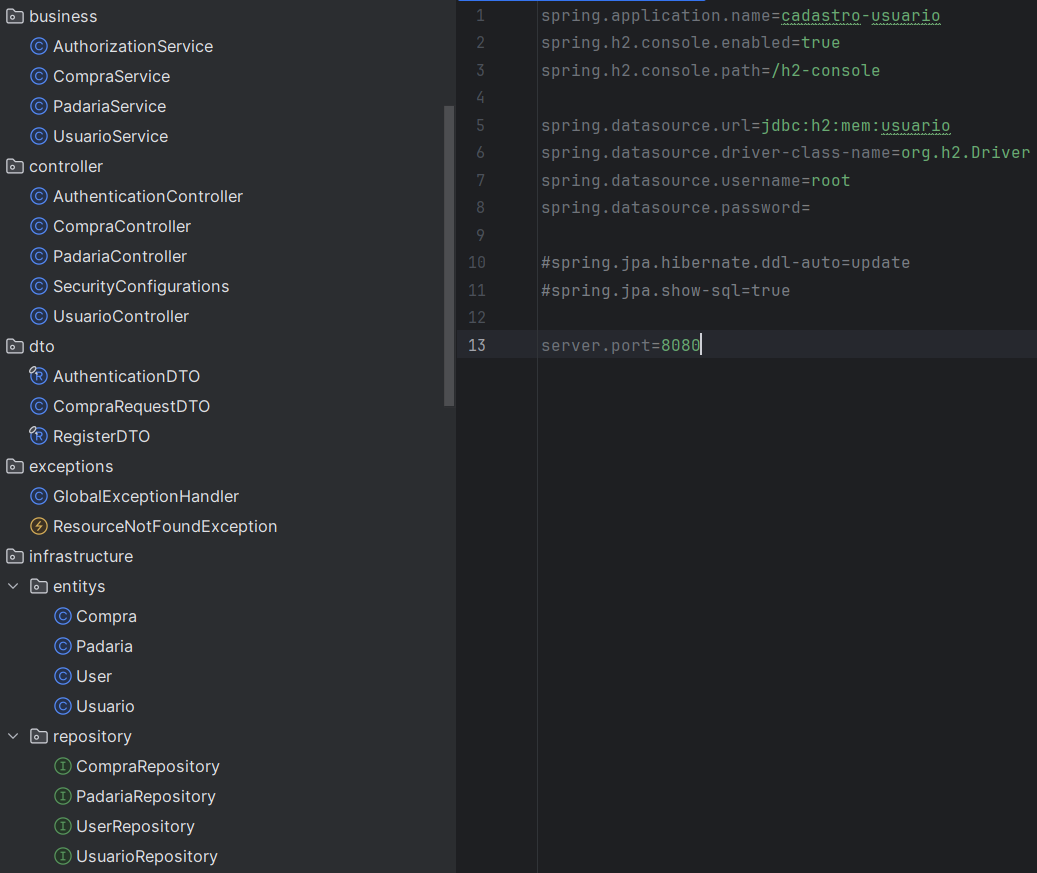 business
AuthorizationService
CompraService
PadariaService
UsuarioService
controller
AuthenticationController
CompraController
PadariaController
SecurityConfigurations
UsuarioController
dto
AuthenticationDTO
CompraRequestDTO
RegisterDTO
exceptions
GlobalExceptionHandler
ResourceNotFoundException
infrastructure
entitys
Compra
Padaria
User
Usuario
repository
CompraRepository
PadariaRepository
UserRepository
UsuarioRepository
1 spring.application.name=cadastro-usuario
2 spring.h2.console.enabled=true
3 spring.h2.console.path=/h2-console
4
5 spring.datasource.url=jdbc:h2:mem:usuario
6 spring.datasource.driver-class-name=org.h2.Driver
7 spring.datasource.username=root
8 spring.datasource.password=
9
10 #spring.jpa.hibernate.ddl-auto=update
11 #spring.jpa.show-sql=true
12
13 server.port=8080